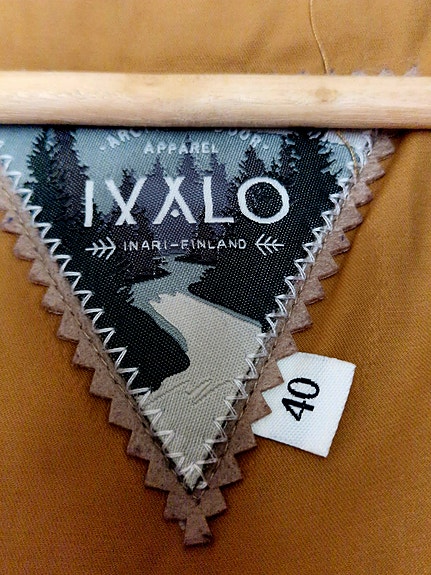 APPAREL
IVALO
INARI-FINLAND
40